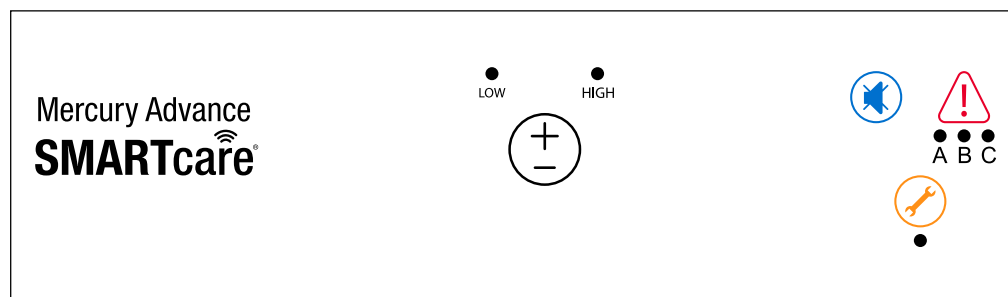 Mercury Advance
SMARTcare®
LOW HIGH
+
−
!
A B C